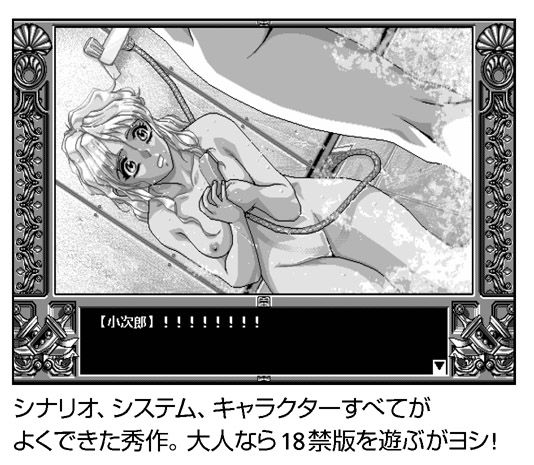 【小次郎】！！！！！！！！
シナリオ、システム、キャラクターすべてが
よくできた秀作。大人なら18禁版を遊ぶがヨシ！